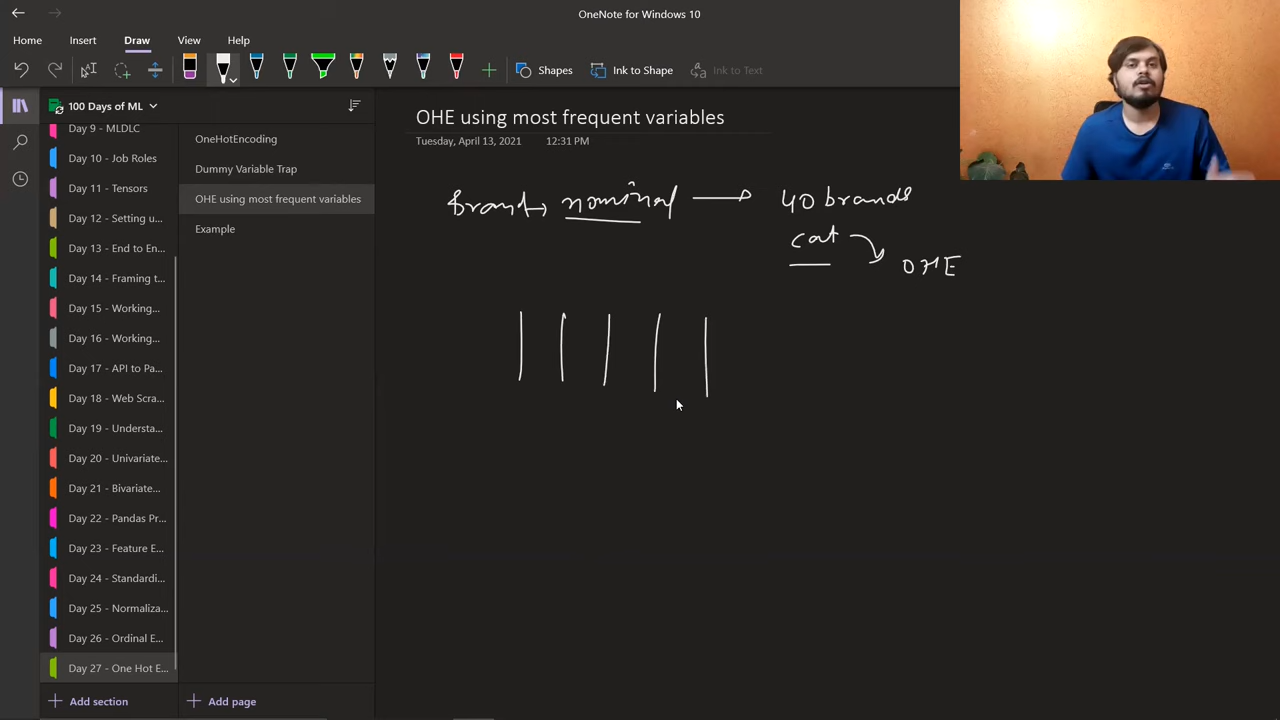 OneNote for Windows 10
Home Insert Draw View Help
Shapes Ink to Shape Ink to Text
100 Days of ML
Day 9 - MLDLC
Day 10 - Job Roles
Day 11 - Tensors
Day 12 - Setting u...
Day 13 - End to En...
Day 14 - Framing t...
Day 15 - Working...
Day 16 - Working...
Day 17 - API to Pa...
Day 18 - Web Scra...
Day 19 - Understa...
Day 20 - Univariate...
Day 21 - Bivariate...
Day 22 - Pandas Pr...
Day 23 - Feature E...
Day 24 - Standardi...
Day 25 - Normaliza...
Day 26 - Ordinal E...
Day 27 - One Hot E...
Add section
OneHotEncoding
Dummy Variable Trap
OHE using most frequent variables
Example
Add page
OHE using most frequent variables
Tuesday, April 13, 2021 12:31 PM
brand → nominal → 40 brands
cat
OHE